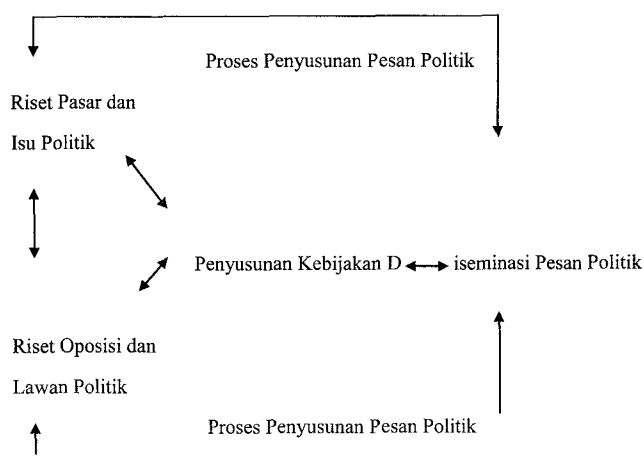 Proses Penyusunan Pesan Politik
Riset Pasar dan
Isu Politik
Penyusunan Kebijakan D iseminasi Pesan Politik
Riset Oposisi dan
Lawan Politik
Proses Penyusunan Pesan Politik